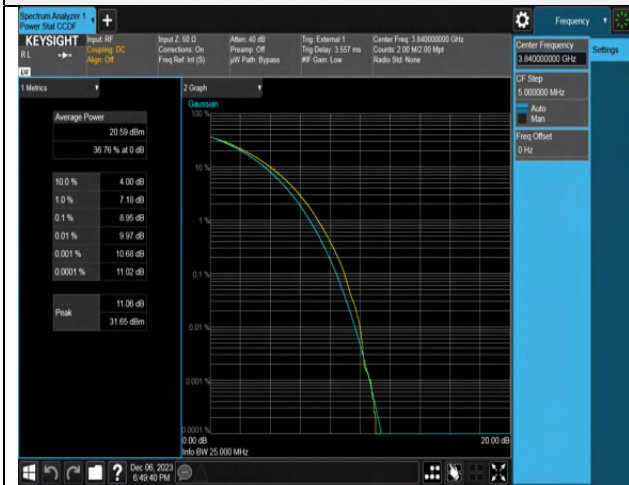 Spectrum Analyzer 1
Power Stat CCDF
Frequency
KEYSIGHT
R L
Input: RF
Coupling: DC
Align: Off
Input Z: 50 Ω
Corrections: On
Freq Ref: Int (S)
Atten: 40 dB
Preamp: Off
µW Path: Bypass
Trig: External 1
Trig Delay: 3.557 ms
#IF Gain: Low
Center Freq: 3.840000000 GHz
Counts: 2.00 M/2.00 Mpt
Radio Std: None
Center Frequency
3.840000000 GHz
Settings
CF Step
5.000000 MHz
Auto
Man
Freq Offset
0 Hz
1 Metrics
Average Power
20.59 dBm
36.76 % at 0 dB
10.0 % 4.00 dB
1.0 % 7.18 dB
0.1 % 8.95 dB
0.01 % 9.97 dB
0.001 % 10.68 dB
0.0001 % 11.02 dB
Peak
11.06 dB
31.65 dBm
2 Graph
Gaussian
100 %
10 %
1 %
0.1 %
0.01 %
0.001 %
0.0001 %
0.00 dB
20.00 dB
Info BW 25.000 MHz
Dec 06, 2023
6:49:40 PM